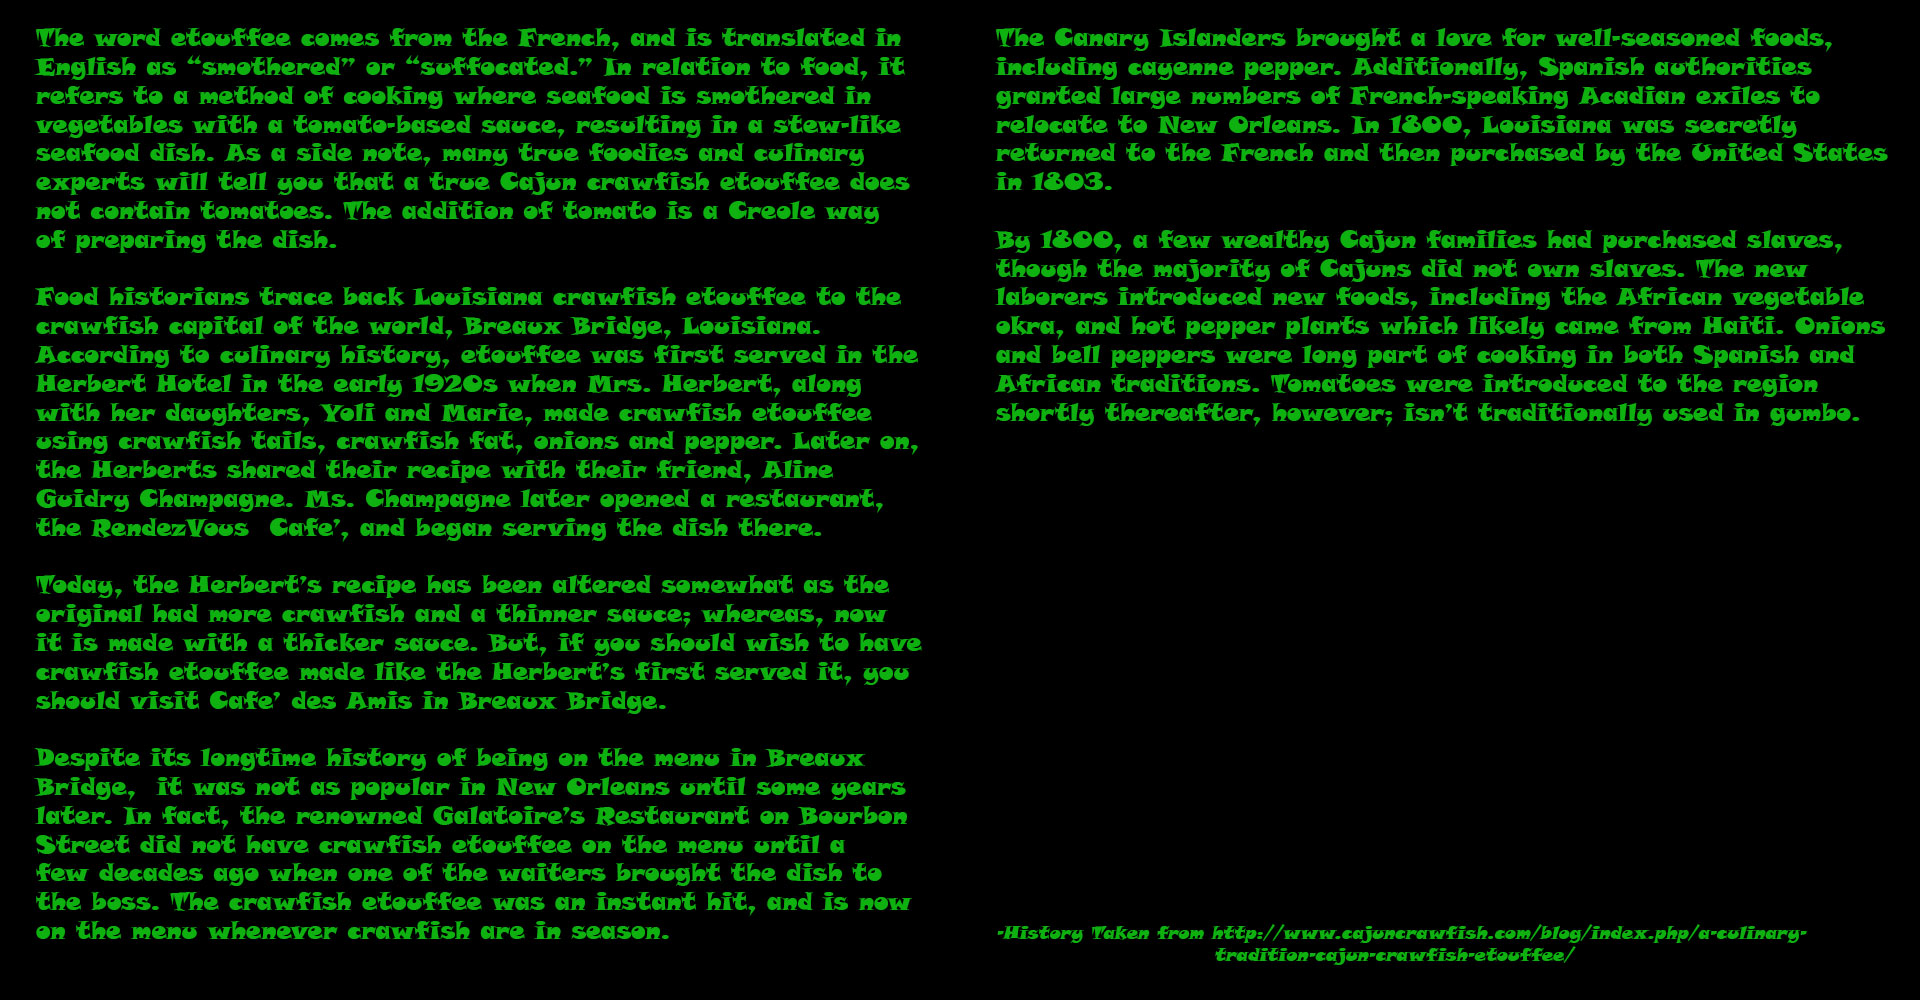 The word etouffee comes from the French, and is translated in
English as “smothered” or “suffocated.” In relation to food, it
refers to a method of cooking where seafood is smothered in
vegetables with a tomato-based sauce, resulting in a stew-like
seafood dish. As a side note, many true foodies and culinary
experts will tell you that a true Cajun crawfish etouffee does
not contain tomatoes. The addition of tomato is a Creole way
of preparing the dish.

Food historians trace back Louisiana crawfish etouffee to the
crawfish capital of the world, Breaux Bridge, Louisiana.
According to culinary history, etouffee was first served in the
Herbert Hotel in the early 1920s when Mrs. Herbert, along
with her daughters, Yoli and Marie, made crawfish etouffee
using crawfish tails, crawfish fat, onions and pepper. Later on,
the Herberts shared their recipe with their friend, Aline
Guidry Champagne. Ms. Champagne later opened a restaurant,
the RendezVous  Cafe’, and began serving the dish there.

Today, the Herbert’s recipe has been altered somewhat as the
original had more crawfish and a thinner sauce; whereas, now
it is made with a thicker sauce. But, if you should wish to have
crawfish etouffee made like the Herbert’s first served it, you
should visit Cafe’ des Amis in Breaux Bridge.

Despite its longtime history of being on the menu in Breaux
Bridge,  it was not as popular in New Orleans until some years
later. In fact, the renowned Galatoire’s Restaurant on Bourbon
Street did not have crawfish etouffee on the menu until a
few decades ago when one of the waiters brought the dish to
the boss. The crawfish etouffee was an instant hit, and is now
on the menu whenever crawfish are in season.

The Canary Islanders brought a love for well-seasoned foods,
including cayenne pepper. Additionally, Spanish authorities
granted large numbers of French-speaking Acadian exiles to
relocate to New Orleans. In 1800, Louisiana was secretly
returned to the French and then purchased by the United States
in 1803.

By 1800, a few wealthy Cajun families had purchased slaves,
though the majority of Cajuns did not own slaves. The new
laborers introduced new foods, including the African vegetable
okra, and hot pepper plants which likely came from Haiti. Onions
and bell peppers were long part of cooking in both Spanish and
African traditions. Tomatoes were introduced to the region
shortly thereafter, however; isn’t traditionally used in gumbo.

-History Taken from http://www.cajuncrawfish.com/blog/index.php/a-culinary-
tradition-cajun-crawfish-etouffee/